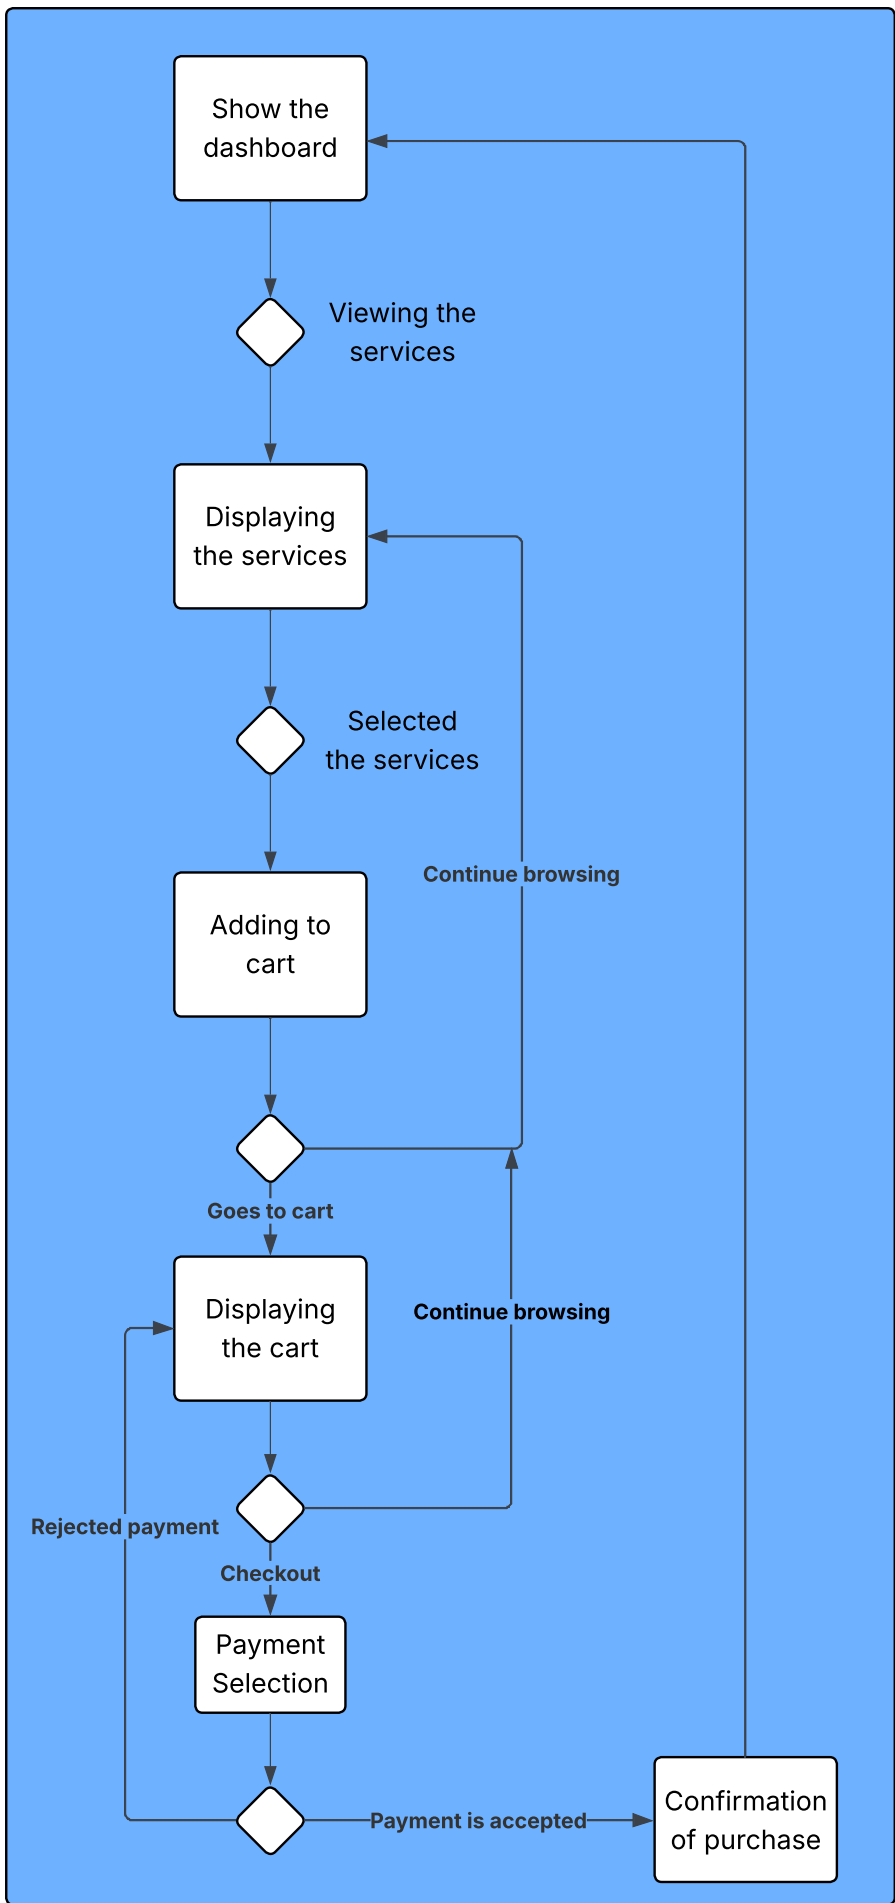 Show the
dashboard
Viewing the
services
Displaying
the services
Selected
the services
Continue browsing
Adding to
cart
Goes to cart
Displaying
the cart
Continue browsing
Rejected payment
Checkout
Payment
Selection
Payment is accepted
Confirmation
of purchase